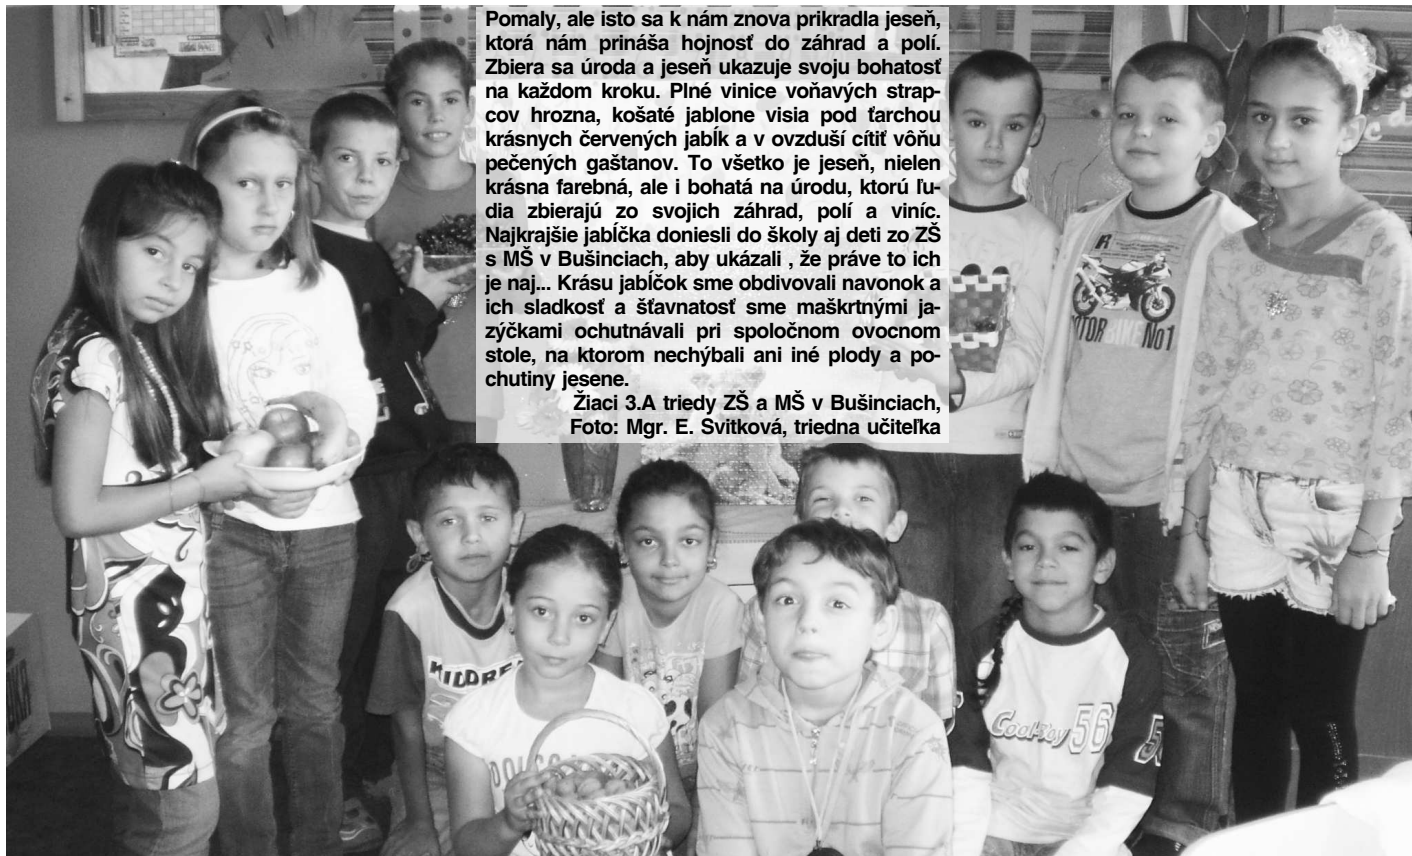 Pomaly, ale isto sa k nám znova prikradla jeseň,
ktorá nám prináša hojnosť do záhrad a polí.
Zbiera sa úroda a jeseň ukazuje svoju bohatosť
na každom kroku. Plné vinice voňavých strap-
cov hrozna, košaté jablone visia pod ťarchou
krásnych červených jabĺk a v ovzduší cítiť vôňu
pečených gaštanov. To všetko je jeseň, nielen
krásna farebná, ale i bohatá na úrodu, ktorú ľu-
dia zbierajú zo svojich záhrad, polí a viníc.
Najkrajšie jabĺčka doniesli do školy aj deti zo ZŠ
s MŠ v Bušinciach, aby ukázali , že práve to ich
je naj... Krásu jabĺčok sme obdivovali navonok a
ich sladkosť a šťavnatosť sme maškrtnými ja-
zýčkami ochutnávali pri spoločnom ovocnom
stole, na ktorom nechýbali ani iné plody a po-
chutiny jesene.
Žiaci 3.A triedy ZŠ a MŠ v Bušinciach,
Foto: Mgr. E. Svitková, triedna učiteľka
MOTORBIKE No1
Cool Boy 56